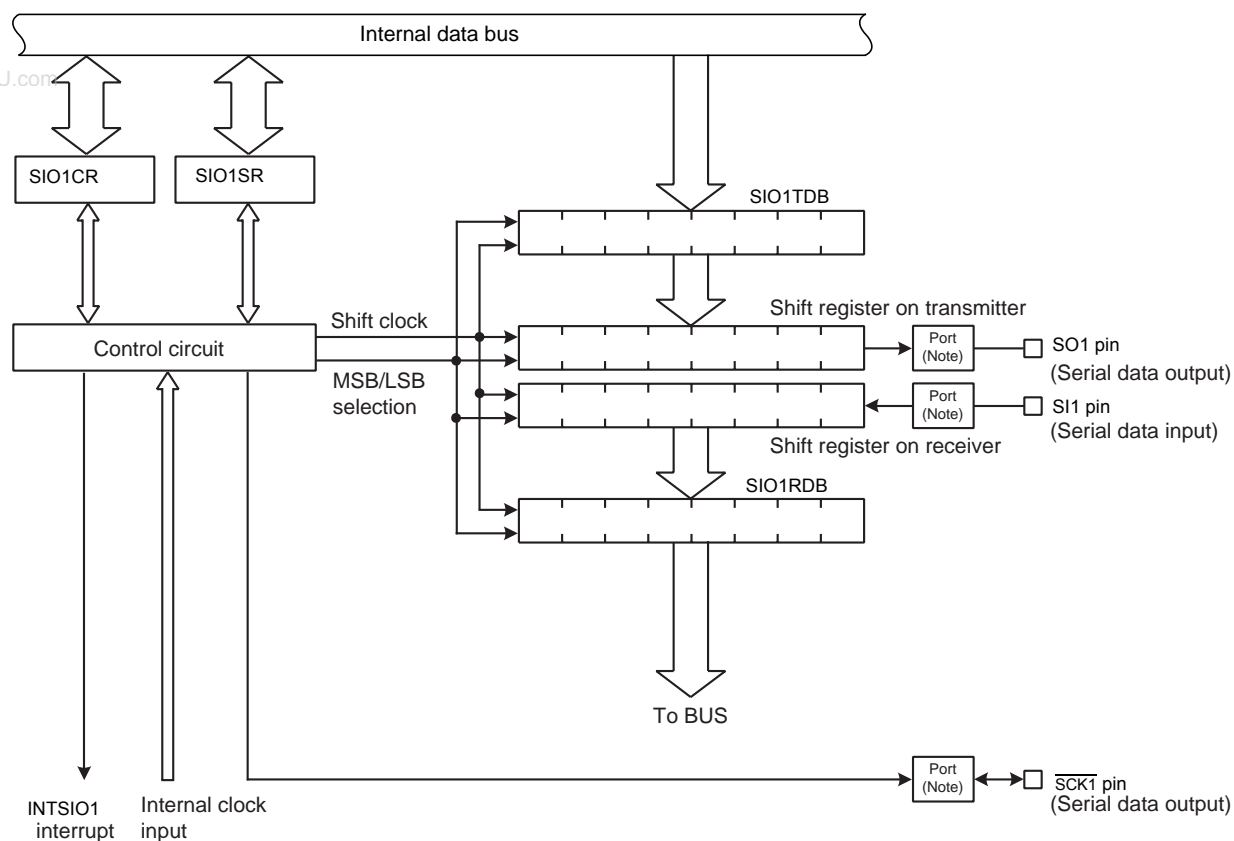 Internal data bus
U.com
SIO1CR
SIO1SR
SIO1TDB
Shift clock
Shift register on transmitter
Control circuit
Port
(Note)
SO1 pin
(Serial data output)
MSB/LSB
selection
Port
(Note)
SI1 pin
(Serial data input)
Shift register on receiver
SIO1RDB
To BUS
Port
(Note)
SCK1 pin
(Serial data output)
INTSIO1
interrupt
Internal clock
input